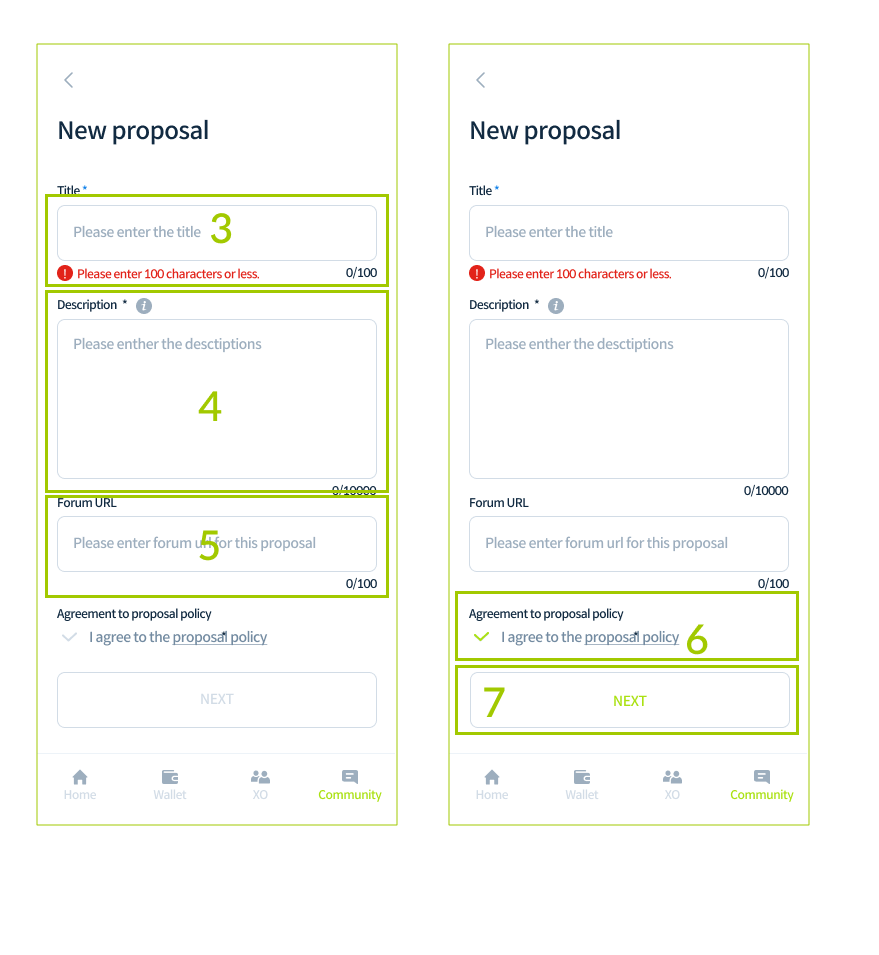 New proposal
Title *
Please enter the title
3
! Please enter 100 characters or less.
0/100
Description *
i
Please enther the desctiptions
4
0/10000
Forum URL
Please enter forum url for this proposal
5
0/100
Agreement to proposal policy
I agree to the proposal policy
NEXT
Home
Wallet
XO
Community
New proposal
Title *
Please enter the title
! Please enter 100 characters or less.
0/100
Description *
i
Please enther the desctiptions
0/10000
Forum URL
Please enter forum url for this proposal
0/100
Agreement to proposal policy
I agree to the proposal policy
6
7
NEXT
Home
Wallet
XO
Community